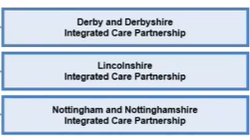 Derby and Derbyshire
Integrated Care Partnership
Lincolnshire
Integrated Care Partnership
Nottingham and Nottinghamshire
Integrated Care Partnership